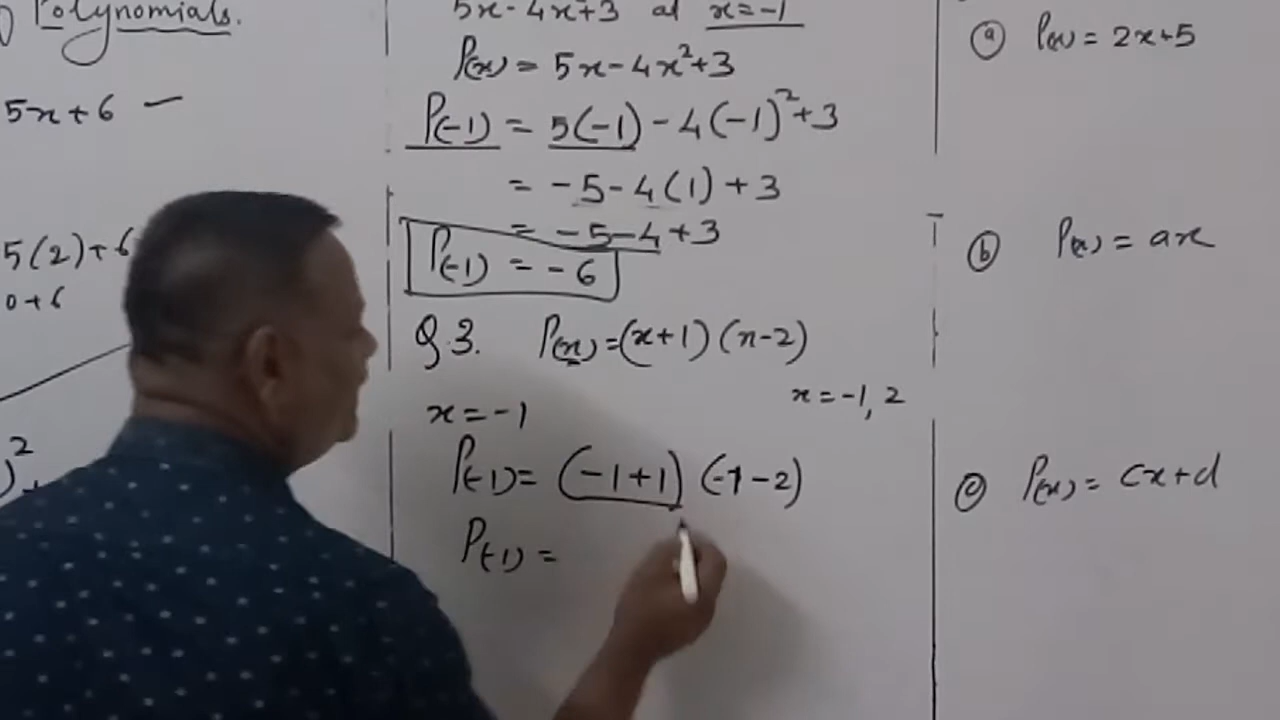 Polynomials.
5x+6 —
5(2)+6
0+6
)²
5x-4x²+3 at x=-1
P(x) = 5x-4x²+3
P(-1) = 5(-1)-4(-1)²+3
= -5-4(1)+3
= -5-4+3
P(-1) = -6
Q.3. P(x)=(x+1)(x-2)
x=-1,2
x=-1
P(-1)= (-1+1)(-1-2)
P(-1)=
(a) P(x) = 2x+5
(b) P(x) = ax
(c) P(x) = cx+d